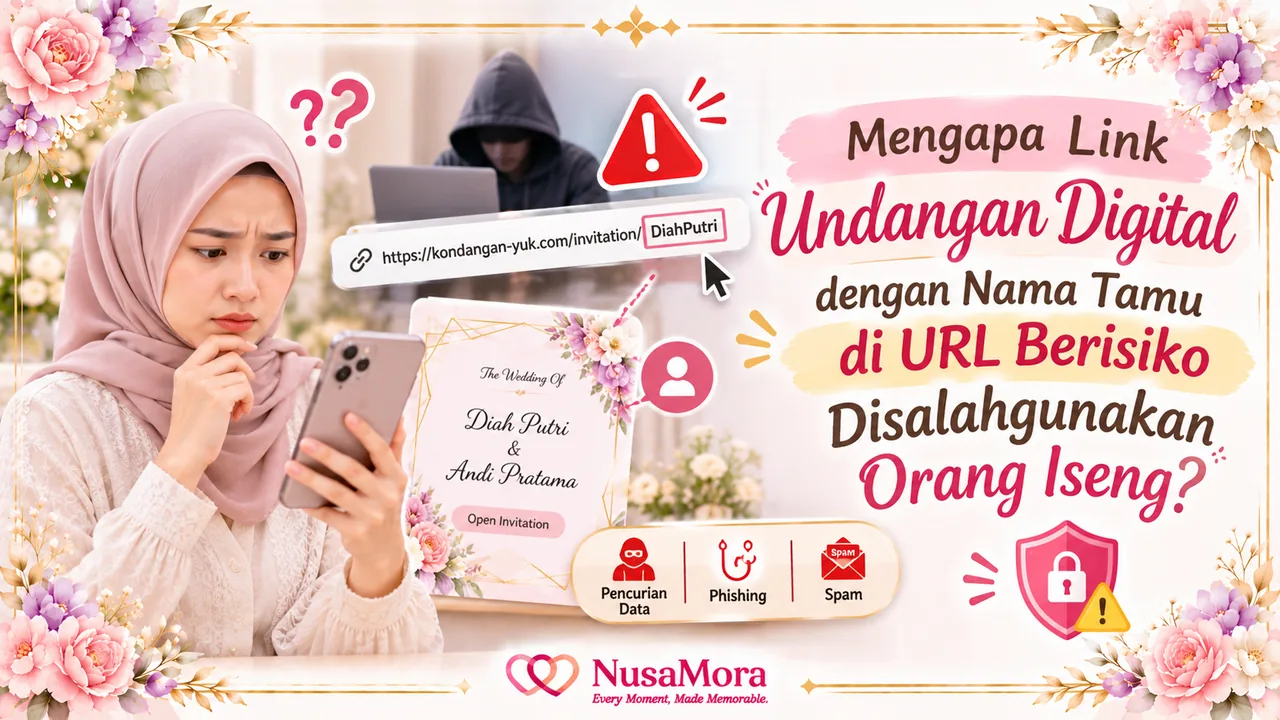 ??
https://kondangan-yuk.com/invitation/ DiahPutri
Mengapa Link
Undangan Digital
dengan Nama Tamu
di URL Berisiko
Disalahgunakan
Orang Iseng?
The Wedding Of
Diah Putri
&
Andi Pratama
Open Invitation
Pencurian
Data
Phishing
Spam
Spam
NusaMora
Every Moment, Made Memorable.